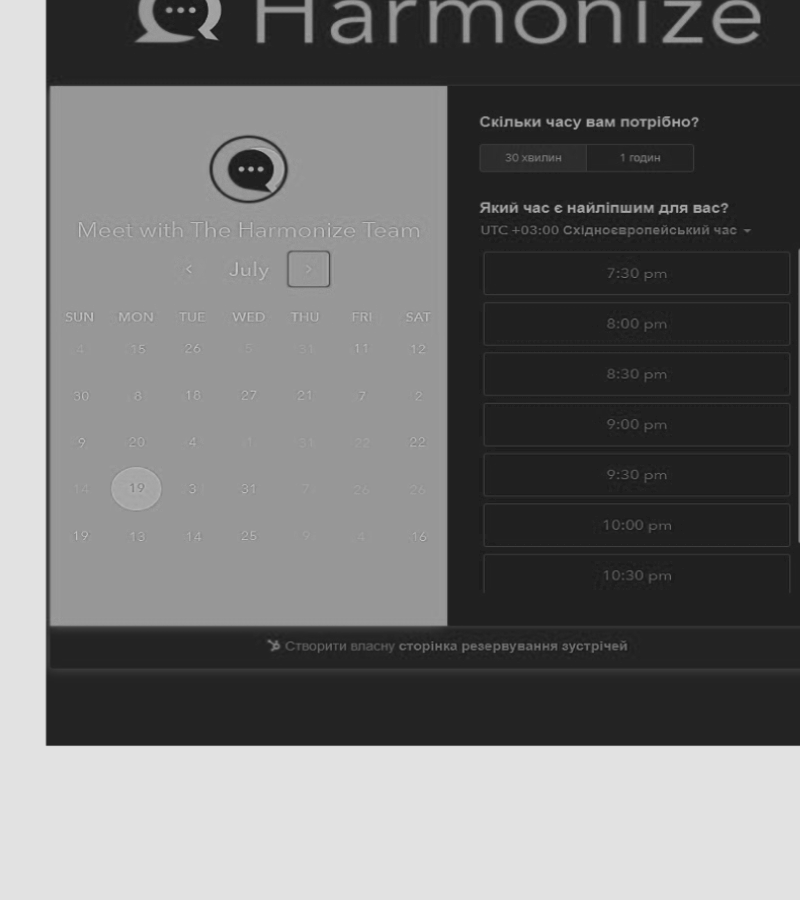 Harmonize
Meet with The Harmonize Team
July
SUN MON TUE WED THU FRI SAT
4 15 26 5 31 11 12
30 8 18 27 21 7 2
9 20 4 1 31 22 22
14 19 3 31 7 26 26
19 13 14 25 9 4 16
Скільки часу вам потрібно?
30 хвилин 1 годин
Який час є найліпшим для вас?
UTC +03:00 Східноєвропейський час
7:30 pm
8:00 pm
8:30 pm
9:00 pm
9:30 pm
10:00 pm
10:30 pm
Створити власну сторінка резервування зустрічей